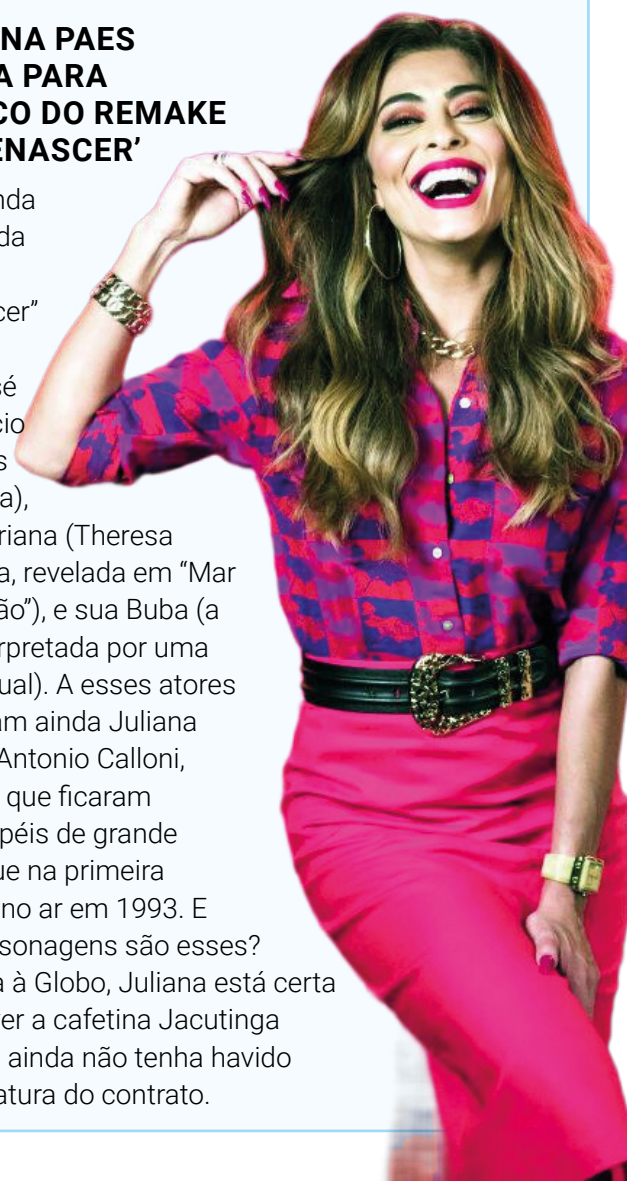 NA PAES
A PARA
CO DO REMAKE
ENASCER’
nda
da
cer”
sé
cio
s
a),
riana (Theresa
a, revelada em “Mar
ão”), e sua Buba (a
rpretada por uma
ual). A esses atores
am ainda Juliana
Antonio Calloni,
que ficaram
péis de grande
ue na primeira
no ar em 1993. E
sonagens são esses?
a à Globo, Juliana está certa
er a cafetina Jacutinga
ainda não tenha havido
atura do contrato.